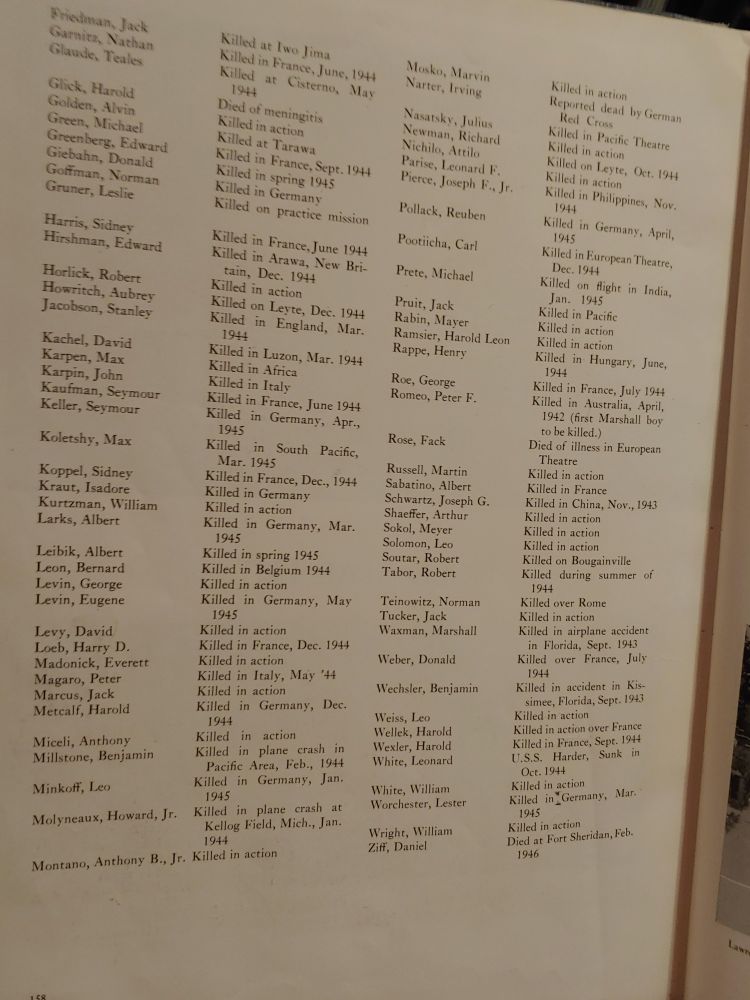 Friedman, Jack Killed at Iwo Jima
Garnitz, Nathan Killed in France, June, 1944
Glaude, Teales Killed at Cisterno, May
1944
Glick, Harold Died of meningitis
Golden, Alvin Killed in action
Green, Michael Killed at Tarawa
Greenberg, Edward Killed in France, Sept. 1944
Giebahn, Donald Killed in spring 1945
Goffman, Norman Killed in Germany
Gruner, Leslie Killed on practice mission
Harris, Sidney Killed in France, June 1944
Hirshman, Edward Killed in Arawa, New Bri-
tain, Dec. 1944
Horlick, Robert Killed in action
Howritch, Aubrey Killed on Leyte, Dec. 1944
Jacobson, Stanley Killed in England, Mar.
1944
Kachel, David Killed in Luzon, Mar. 1944
Karpen, Max Killed in Africa
Karpin, John Killed in Italy
Kaufman, Seymour Killed in France, June 1944
Keller, Seymour Killed in Germany, Apr.,
1945
Koletshy, Max Killed in South Pacific,
Mar. 1945
Koppel, Sidney Killed in France, Dec., 1944
Kraut, Isadore Killed in Germany
Kurtzman, William Killed in action
Larks, Albert Killed in Germany, Mar.
1945
Leibik, Albert Killed in spring 1945
Leon, Bernard Killed in Belgium 1944
Levin, George Killed in action
Levin, Eugene Killed in Germany, May
1945
Levy, David Killed in action
Loeb, Harry D. Killed in France, Dec. 1944
Madonick, Everett Killed in action
Magaro, Peter Killed in Italy, May '44
Marcus, Jack Killed in action
Metcalf, Harold Killed in Germany, Dec.
1944
Miceli, Anthony Killed in action
Millstone, Benjamin Killed in plane crash in
Pacific Area, Feb., 1944
Minkoff, Leo Killed in Germany, Jan.
1945
Molyneaux, Howard, Jr. Killed in plane crash at
Kellog Field, Mich., Jan.
1944
Montano, Anthony B., Jr. Killed in action
Mosko, Marvin Killed in action
Narter, Irving Reported dead by German
Red Cross
Nasatsky, Julius Killed in Pacific Theatre
Newman, Richard Killed in action
Nichilo, Attilo Killed on Leyte, Oct. 1944
Parise, Leonard F. Killed in action
Pierce, Joseph F., Jr. Killed in Philippines, Nov.
1944
Pollack, Reuben Killed in Germany, April,
1945
Pootiicha, Carl Killed in European Theatre,
Dec. 1944
Prete, Michael Killed on flight in India,
Jan. 1945
Pruit, Jack Killed in Pacific
Rabin, Mayer Killed in action
Ramsier, Harold Leon Killed in action
Rappe, Henry Killed in Hungary, June,
1944
Roe, George Killed in France, July 1944
Romeo, Peter F. Killed in Australia, April,
1942 (first Marshall boy
to be killed.)
Rose, Fack Died of illness in European
Theatre
Russell, Martin Killed in action
Sabatino, Albert Killed in France
Schwartz, Joseph G. Killed in China, Nov., 1943
Shaeffer, Arthur Killed in action
Sokol, Meyer Killed in action
Solomon, Leo Killed in action
Soutar, Robert Killed on Bougainville
Tabor, Robert Killed during summer of
1944
Teinowitz, Norman Killed over Rome
Tucker, Jack Killed in action
Waxman, Marshall Killed in airplane accident
in Florida, Sept. 1943
Weber, Donald Killed over France, July
1944
Wechsler, Benjamin Killed in accident in Kis-
simee, Florida, Sept. 1943
Weiss, Leo Killed in action
Wellek, Harold Killed in action over France
Wexler, Harold Killed in France, Sept. 1944
White, Leonard U.S.S. Harder, Sunk in
Oct. 1944
White, William Killed in action
Worchester, Lester Killed in Germany, Mar.
1945
Wright, William Killed in action
Ziff, Daniel Died at Fort Sheridan, Feb.
1946
158